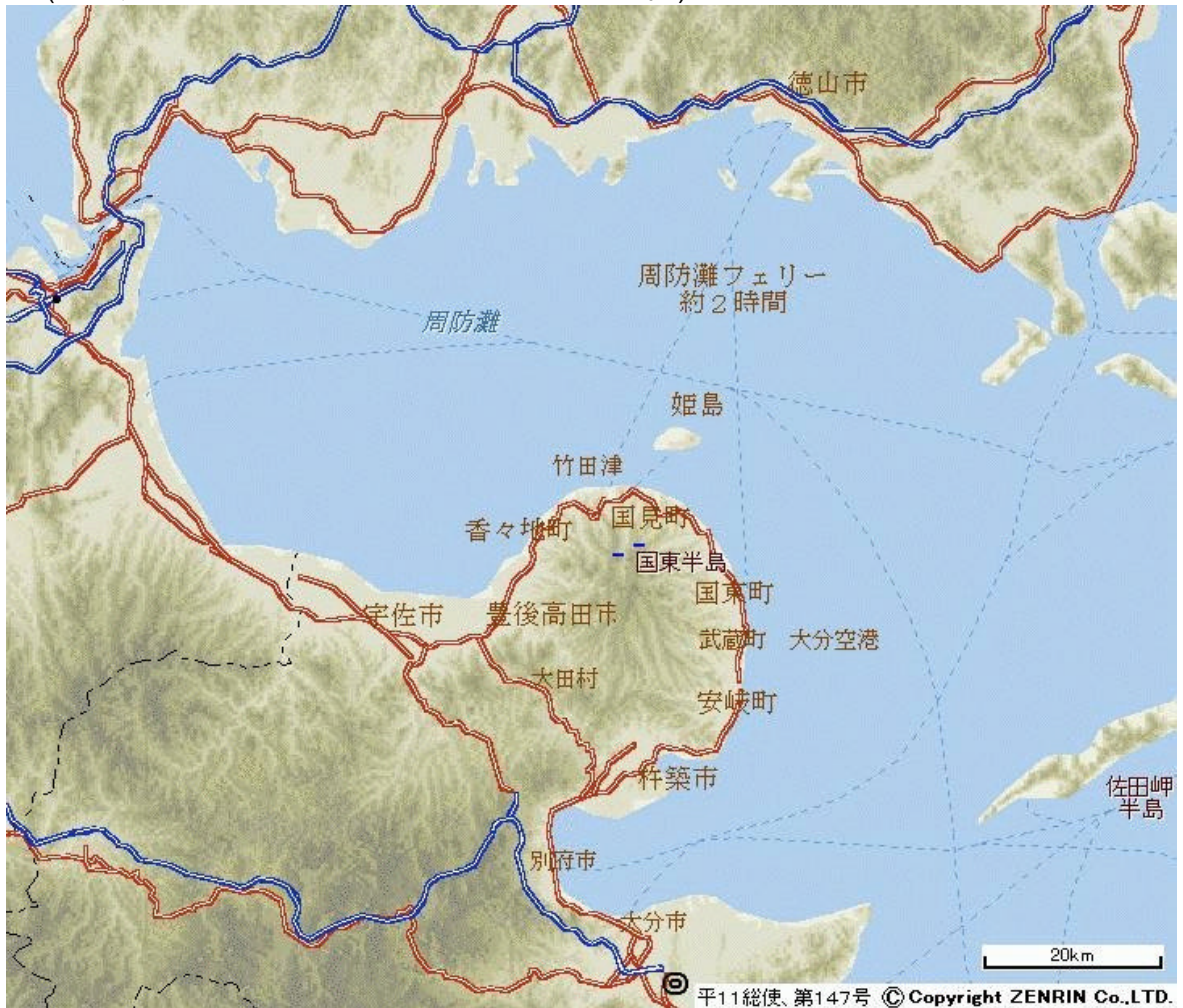 徳山市
周防灘フェリー
約2時間
周防灘
姫島
竹田津
国見町
香々地町
国東半島
国東町
宇佐市
豊後高田市
武蔵町 大分空港
大田村
安岐町
杵築市
佐田岬
半島
別府市
大分市
20km
平11総使、第147号 ©Copyright ZENRIN Co.,LTD.